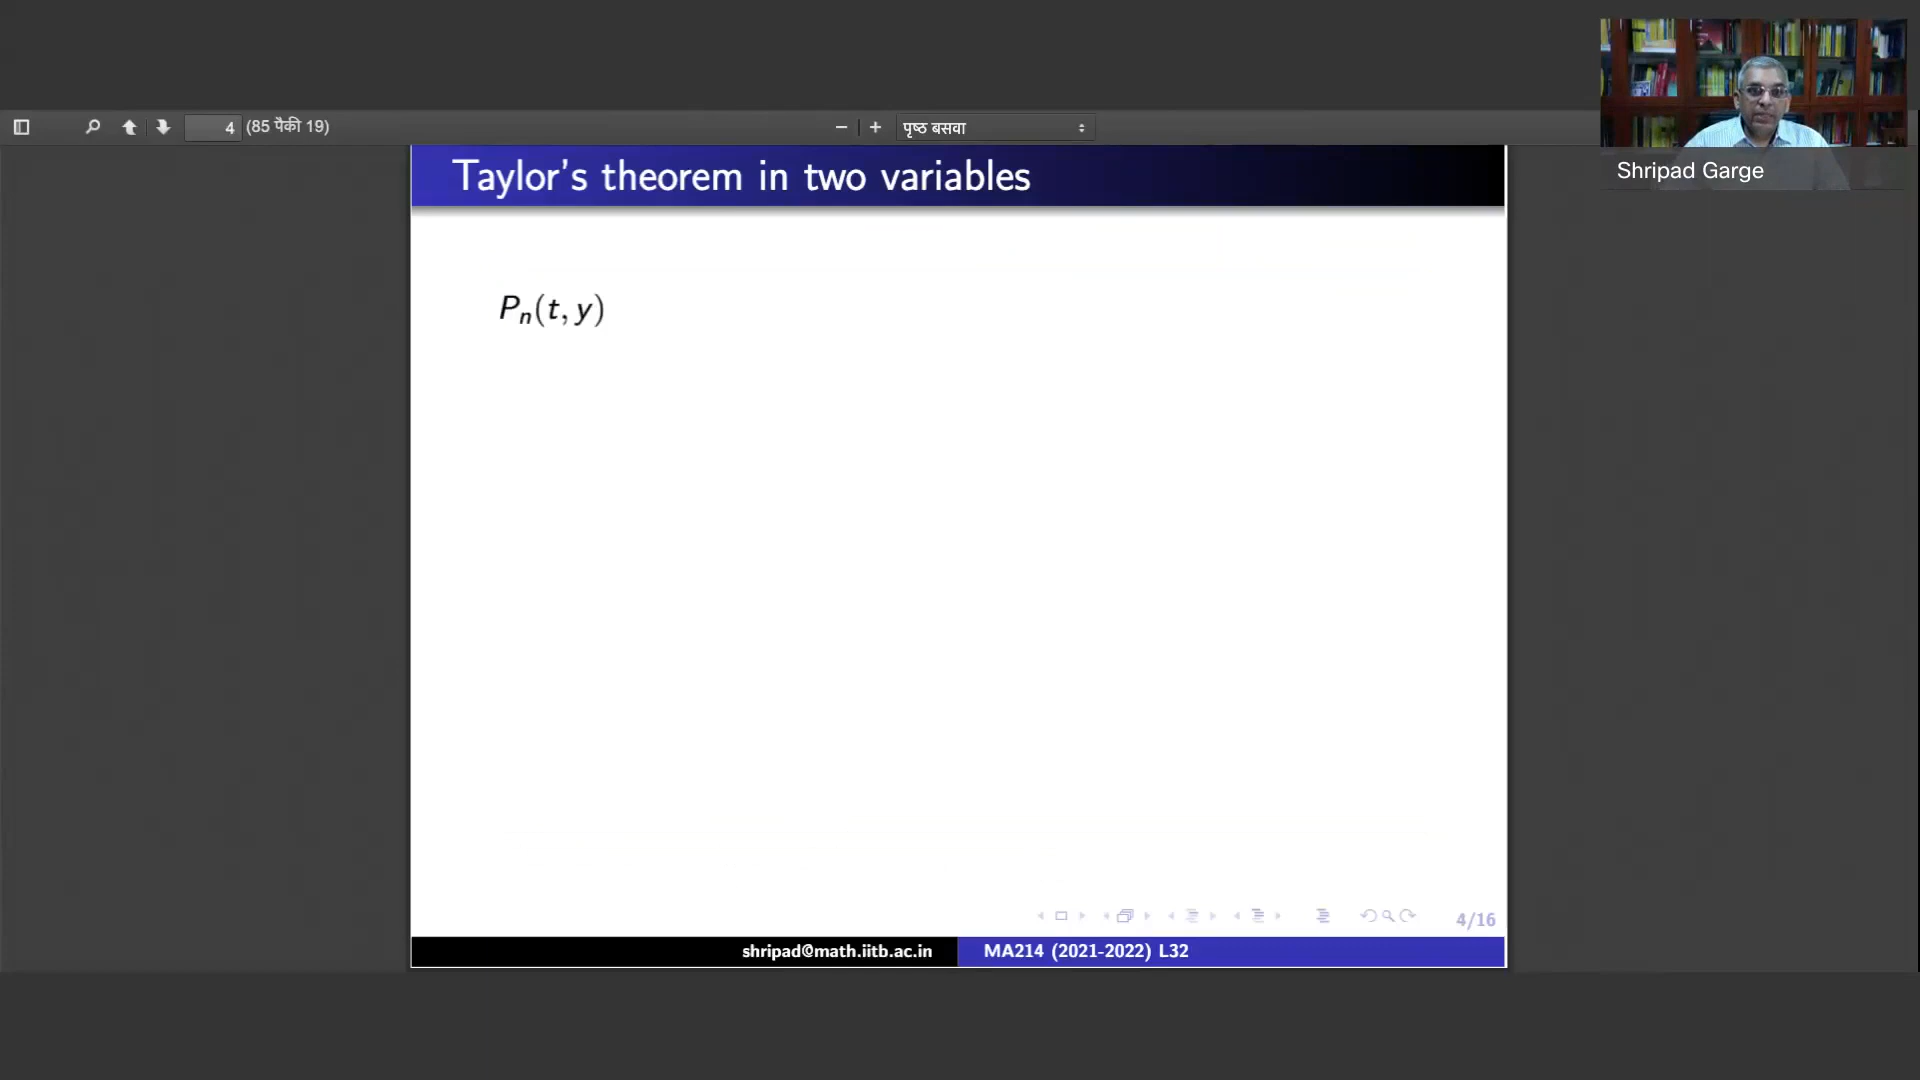 4 (85 पैकी 19)
पृष्ठ बसवा
Shripad Garge
Taylor's theorem in two variables
Pₙ(t, y)
4/16
shripad@math.iitb.ac.in MA214 (2021-2022) L32